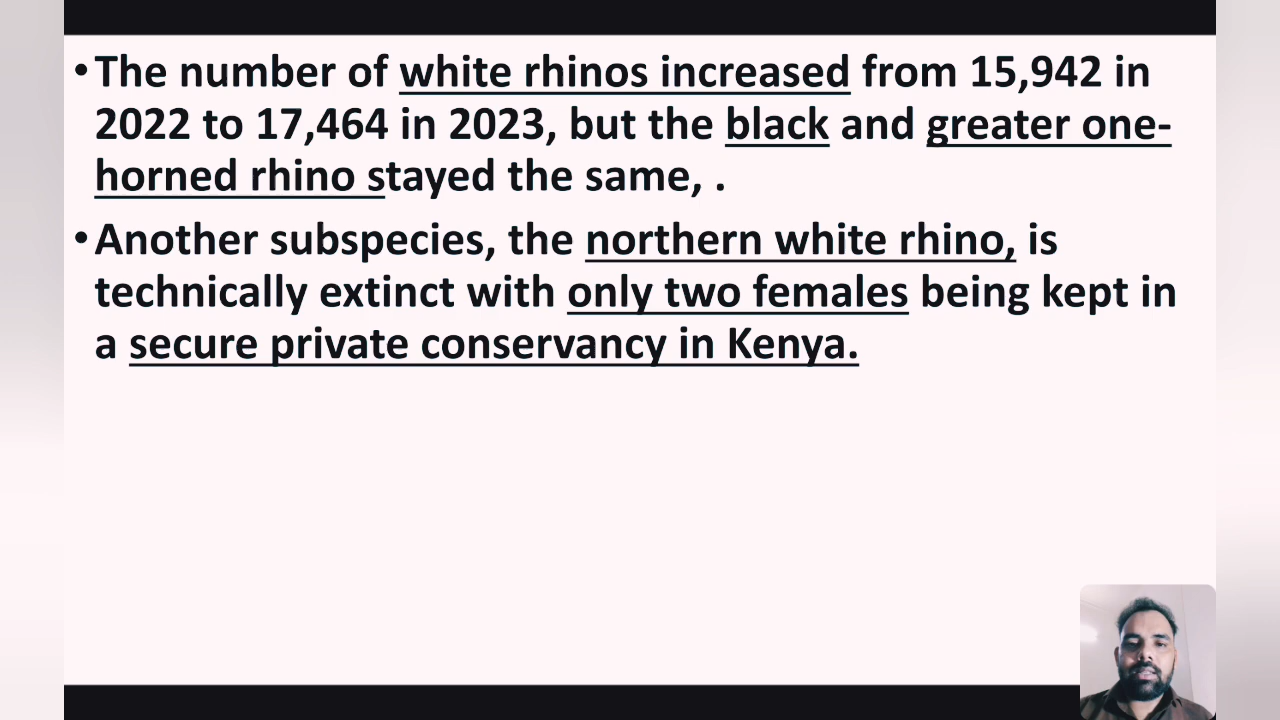 •The number of white rhinos increased from 15,942 in
2022 to 17,464 in 2023, but the black and greater one-
horned rhino stayed the same, .
•Another subspecies, the northern white rhino, is
technically extinct with only two females being kept in
a secure private conservancy in Kenya.